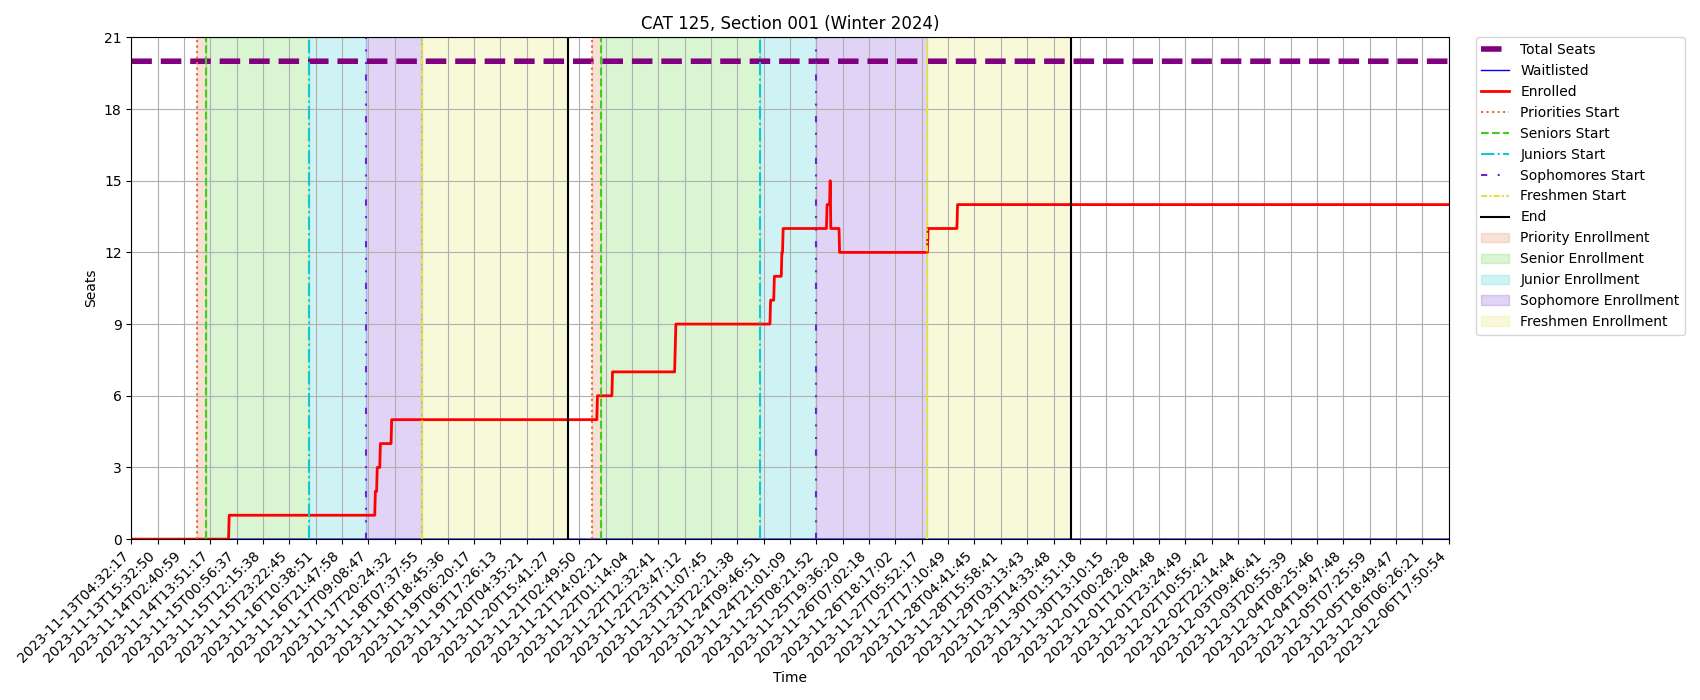 CAT 125, Section 001 (Winter 2024)
21
18
15
12
9
6
3
0
Seats
2023-11-13T04:32:17
2023-11-13T15:32:50
2023-11-14T02:40:59
2023-11-14T13:51:17
2023-11-15T00:56:37
2023-11-15T12:15:38
2023-11-15T23:22:45
2023-11-16T10:38:51
2023-11-16T21:47:58
2023-11-17T09:08:47
2023-11-17T20:24:32
2023-11-18T07:37:55
2023-11-18T18:45:36
2023-11-19T06:20:17
2023-11-19T17:26:13
2023-11-20T04:35:21
2023-11-20T15:41:27
2023-11-21T02:49:50
2023-11-21T14:02:21
2023-11-22T01:14:04
2023-11-22T12:32:41
2023-11-22T23:47:12
2023-11-23T11:07:45
2023-11-23T22:21:38
2023-11-24T09:46:51
2023-11-24T21:01:09
2023-11-25T08:21:52
2023-11-25T19:36:20
2023-11-26T07:02:18
2023-11-26T18:17:02
2023-11-27T05:52:17
2023-11-27T17:10:49
2023-11-28T04:41:45
2023-11-28T15:58:41
2023-11-29T03:13:43
2023-11-29T14:33:48
2023-11-30T01:51:18
2023-11-30T13:10:15
2023-12-01T00:28:28
2023-12-01T12:04:48
2023-12-01T23:24:49
2023-12-02T10:55:42
2023-12-02T22:14:44
2023-12-03T09:46:41
2023-12-03T20:55:39
2023-12-04T08:25:46
2023-12-04T19:47:48
2023-12-05T07:25:59
2023-12-05T18:49:47
2023-12-06T06:26:21
2023-12-06T17:50:54
Time
Total Seats
Waitlisted
Enrolled
Priorities Start
Seniors Start
Juniors Start
Sophomores Start
Freshmen Start
End
Priority Enrollment
Senior Enrollment
Junior Enrollment
Sophomore Enrollment
Freshmen Enrollment